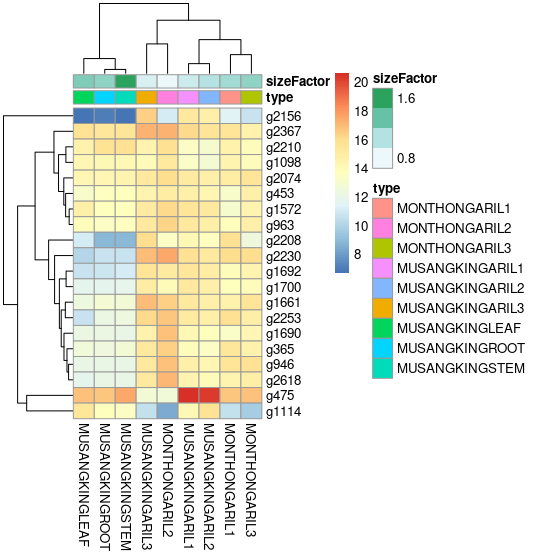 sizeFactor
type
g2156
g2367
g2210
g1098
g2074
g453
g1572
g963
g2208
g2230
g1692
g1700
g1661
g2253
g1690
g365
g946
g2618
g475
g1114
MUSANGKINGLEAF
MUSANGKINGROOT
MUSANGKINGSTEM
MUSANGKINGARIL3
MONTHONGARIL2
MUSANGKINGARIL1
MUSANGKINGARIL2
MONTHONGARIL1
MONTHONGARIL3
20
18
16
14
12
10
8
sizeFactor
1.6
0.8
type
MONTHONGARIL1
MONTHONGARIL2
MONTHONGARIL3
MUSANGKINGARIL1
MUSANGKINGARIL2
MUSANGKINGARIL3
MUSANGKINGLEAF
MUSANGKINGROOT
MUSANGKINGSTEM